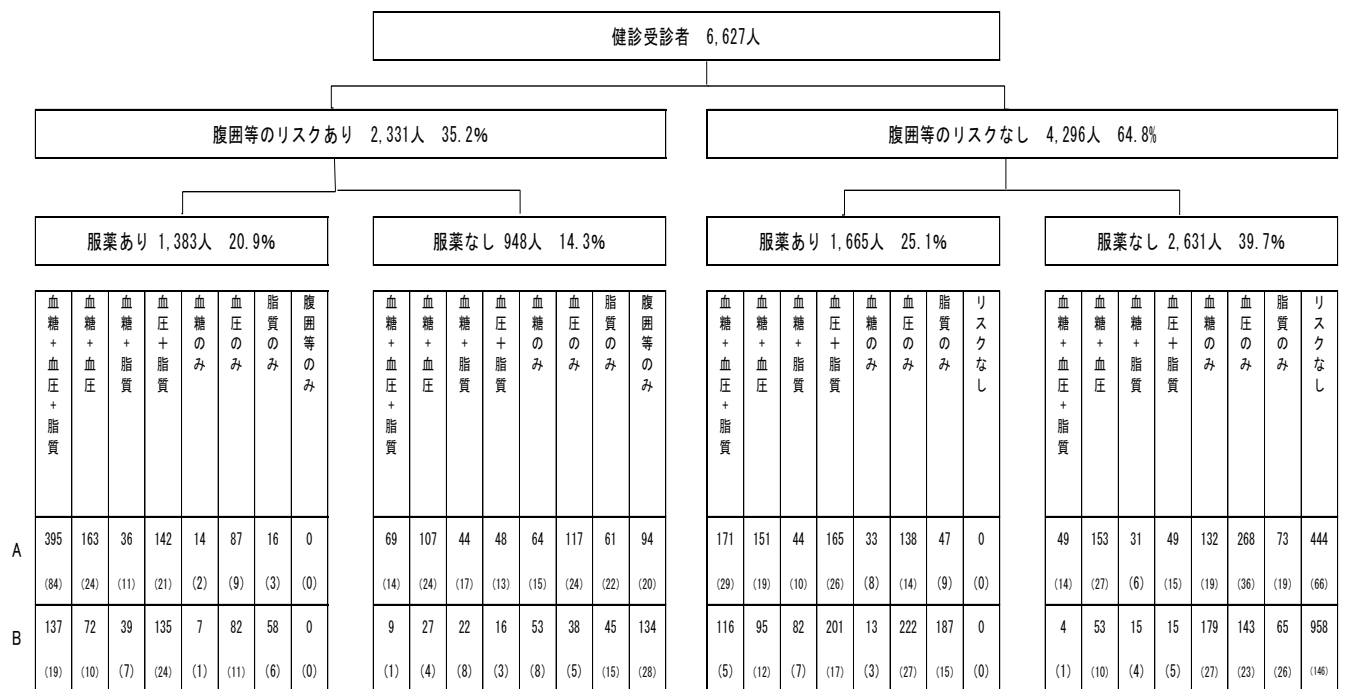 健診受診者 6,627人
腹囲等のリスクあり 2,331人 35.2%
腹囲等のリスクなし 4,296人 64.8%
服薬あり 1,383人 20.9%
服薬なし 948人 14.3%
服薬あり 1,665人 25.1%
服薬なし 2,631人 39.7%
血糖+血圧+脂質
血糖+血圧
血糖+脂質
血圧十脂質
血糖のみ
血圧のみ
脂質のみ
腹囲等のみ
血糖+血圧+脂質
血糖+血圧
血糖+脂質
血圧十脂質
血糖のみ
血圧のみ
脂質のみ
腹囲等のみ
血糖+血圧+脂質
血糖+血圧
血糖+脂質
血圧十脂質
血糖のみ
血圧のみ
脂質のみ
リスクなし
血糖+血圧+脂質
血糖+血圧
血糖+脂質
血圧十脂質
血糖のみ
血圧のみ
脂質のみ
リスクなし
A 395 163 36 142 14 87 16 0 69 107 44 48 64 117 61 94 171 151 44 165 33 138 47 0 49 153 31 49 132 268 73 444
(84) (24) (11) (21) (2) (9) (3) (0) (14) (24) (17) (13) (15) (24) (22) (20) (29) (19) (10) (26) (8) (14) (9) (0) (14) (27) (6) (15) (19) (36) (19) (66)
B 137 72 39 135 7 82 58 0 9 27 22 16 53 38 45 134 116 95 82 201 13 222 187 0 4 53 15 15 179 143 65 958
(19) (10) (7) (24) (1) (11) (6) (0) (1) (4) (8) (3) (8) (5) (15) (28) (5) (12) (7) (17) (3) (27) (15) (0) (1) (10) (4) (5) (27) (23) (26) (146)